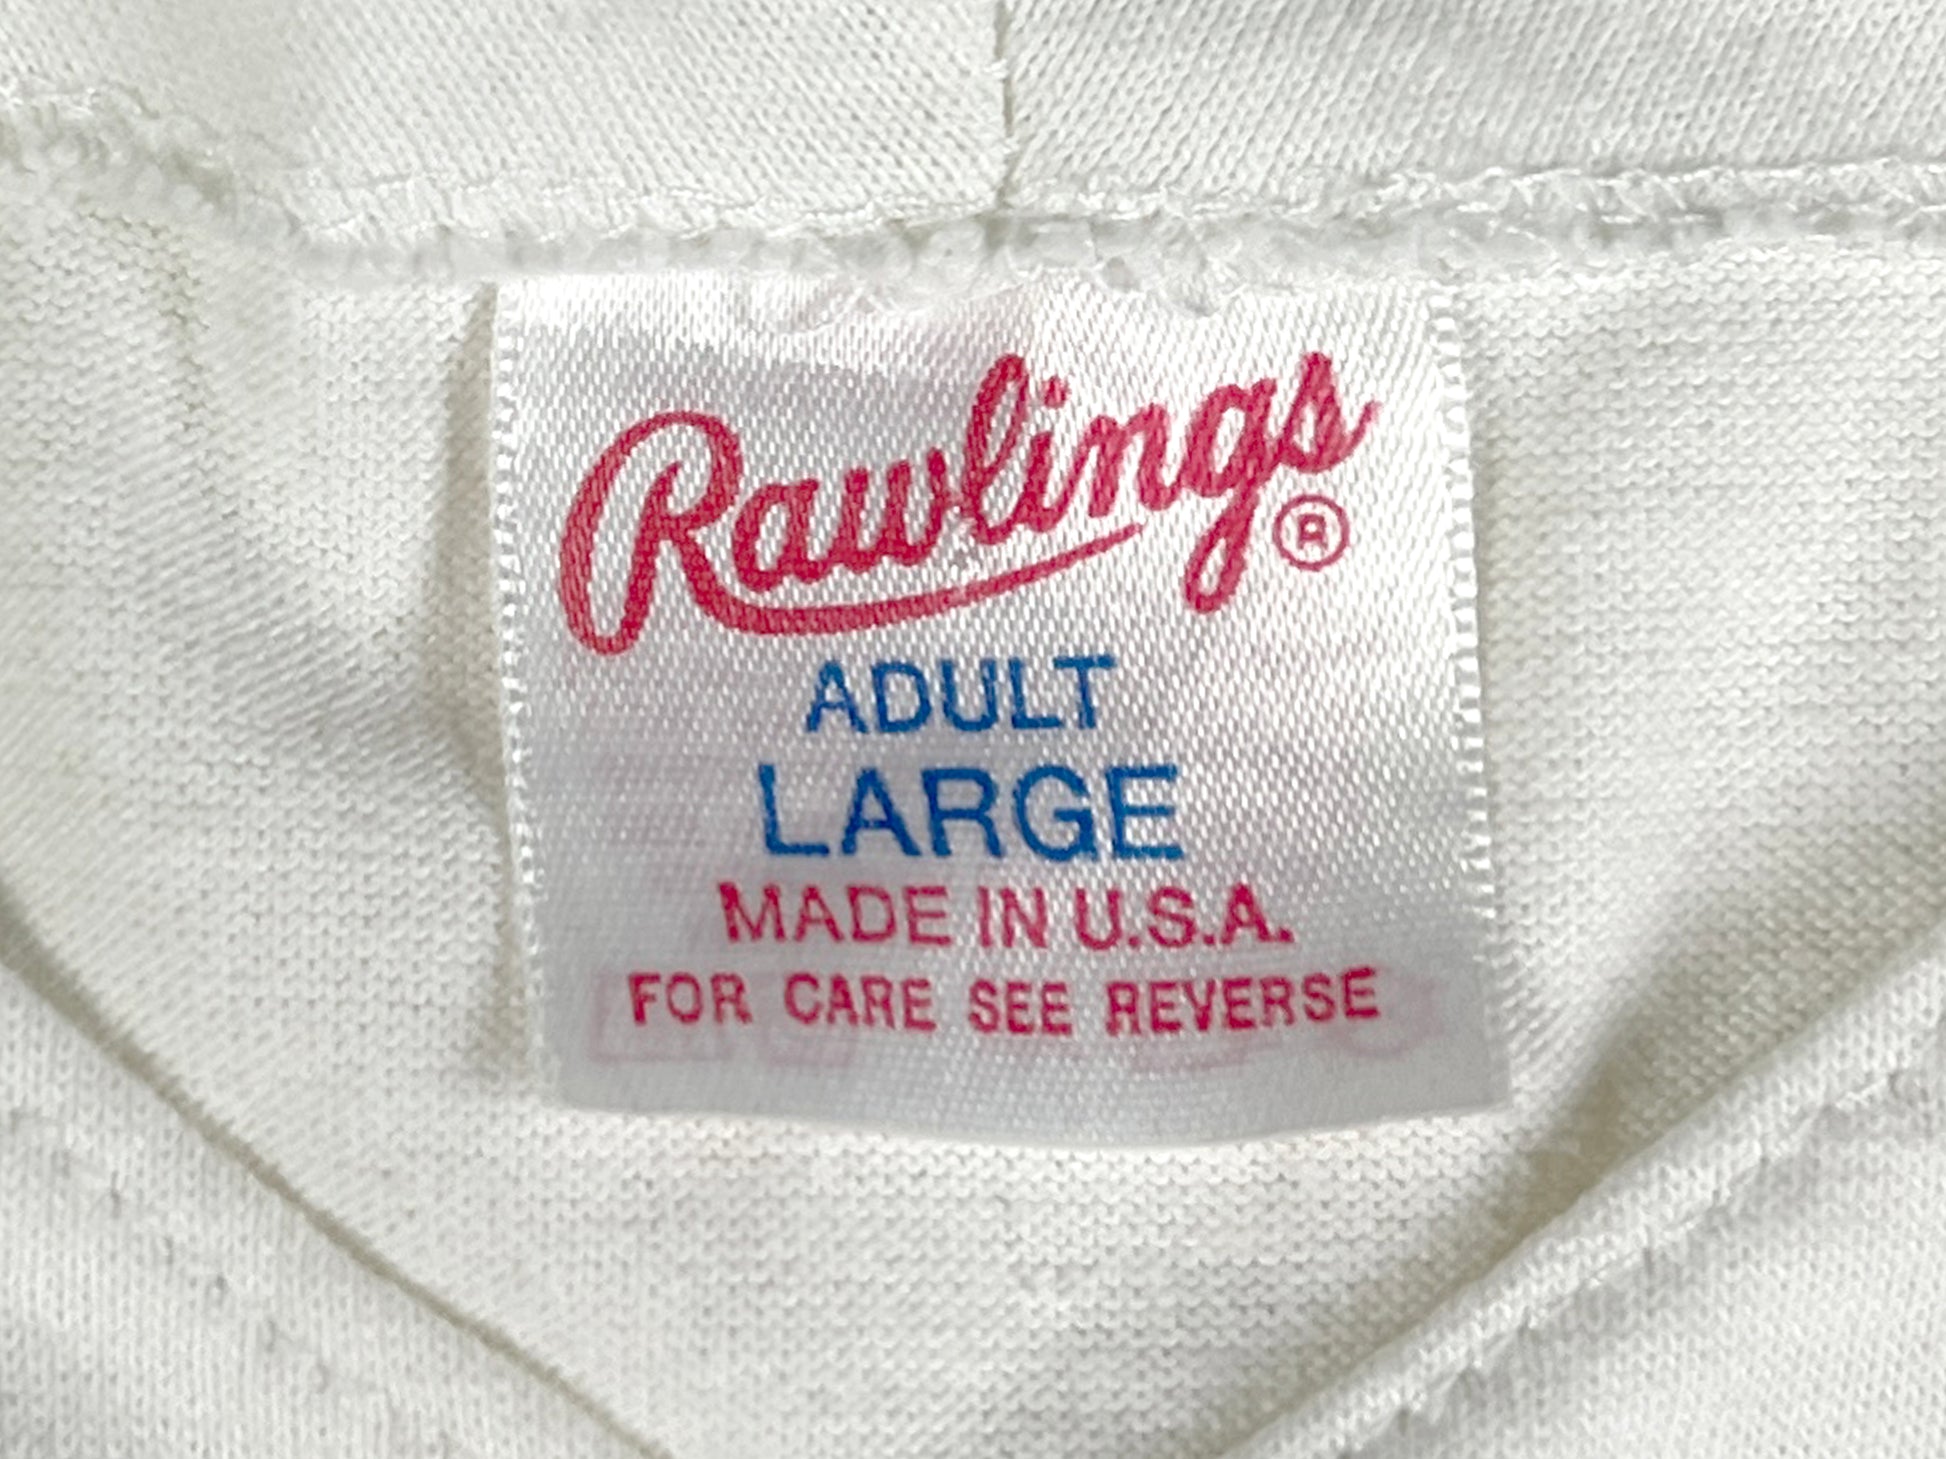 Rawlings®
ADULT
LARGE
MADE IN U.S.A.
FOR CARE SEE REVERSE